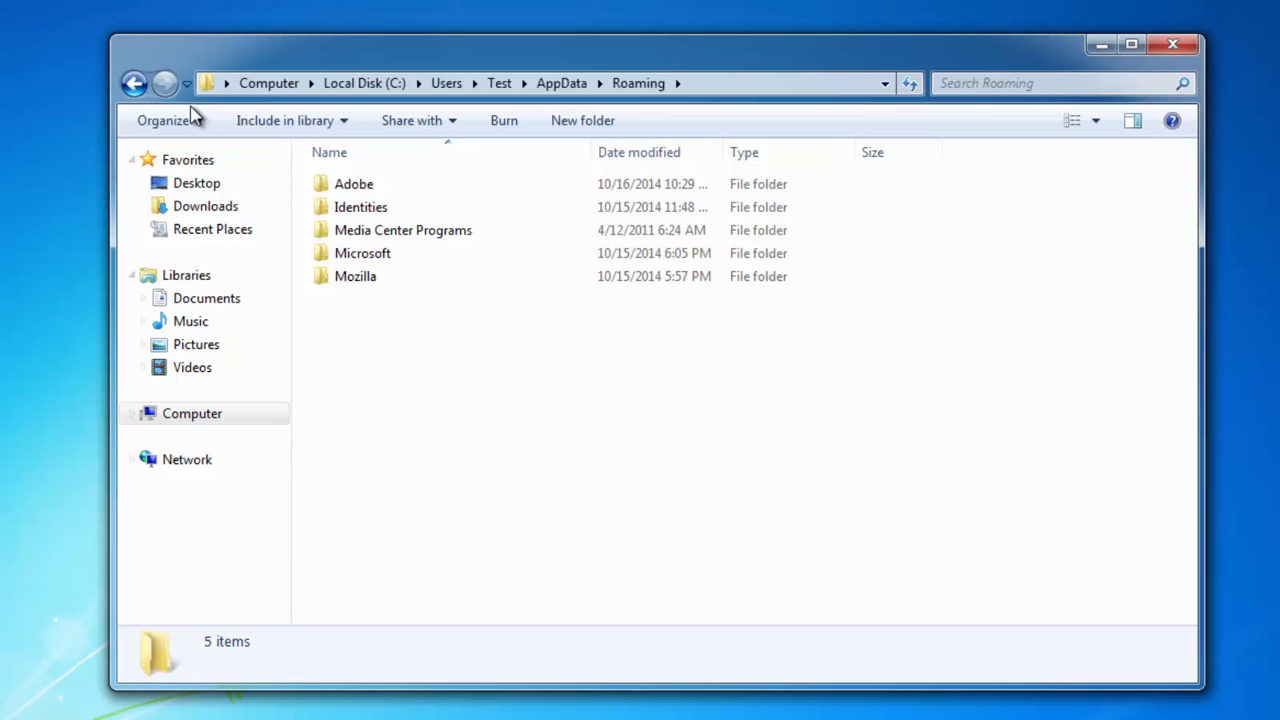 Computer Local Disk (C:) Users Test AppData Roaming Search Roaming
Organize Include in library Share with Burn New folder
Name Date modified Type Size
Favorites
Desktop
Downloads
Recent Places
Libraries
Documents
Music
Pictures
Videos
Computer
Network
Adobe 10/16/2014 10:29 ... File folder
Identities 10/15/2014 11:48 ... File folder
Media Center Programs 4/12/2011 6:24 AM File folder
Microsoft 10/15/2014 6:05 PM File folder
Mozilla 10/15/2014 5:57 PM File folder
5 items